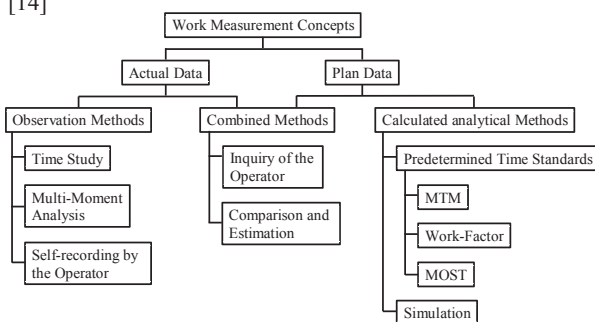 [14]
Work Measurement Concepts
Actual Data
Plan Data
Observation Methods
Combined Methods
Calculated analytical Methods
Time Study
Multi-Moment
Analysis
Self-recording by
the Operator
Inquiry of the
Operator
Comparison and
Estimation
Predetermined Time Standards
MTM
Work-Factor
MOST
Simulation